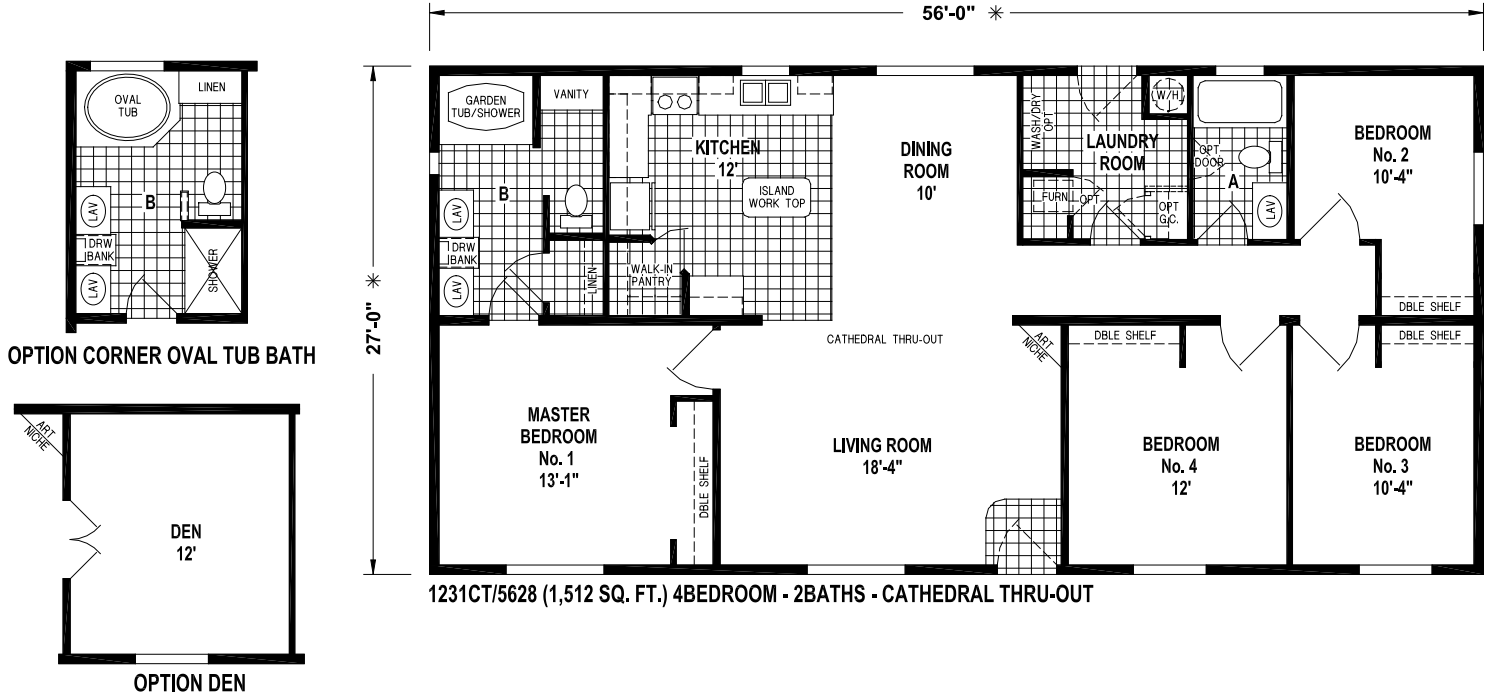 56'-0" ✳
27'-0" ✳
OVAL
TUB
LINEN
LAV
B
DRW
BANK
LAV
SHOWER
OPTION CORNER OVAL TUB BATH
ART
NICHE
DEN
12'
OPTION DEN
GARDEN
TUB/SHOWER
VANITY
LAV
B
DRW
BANK
LAV
LINEN
KITCHEN
12'
ISLAND
WORK TOP
WALK-IN
PANTRY
DINING
ROOM
10'
WASH/DRY
OPT
W/H
LAUNDRY
ROOM
FURN
OPT
OPT
G.C.
OPT
DOOR
A
LAV
BEDROOM
No. 2
10'-4"
DBLE SHELF
CATHEDRAL THRU-OUT
ART
NICHE
DBLE SHELF
DBLE SHELF
MASTER
BEDROOM
No. 1
13'-1"
DBLE SHELF
LIVING ROOM
18'-4"
BEDROOM
No. 4
12'
BEDROOM
No. 3
10'-4"
1231CT/5628 (1,512 SQ. FT.) 4BEDROOM - 2BATHS - CATHEDRAL THRU-OUT